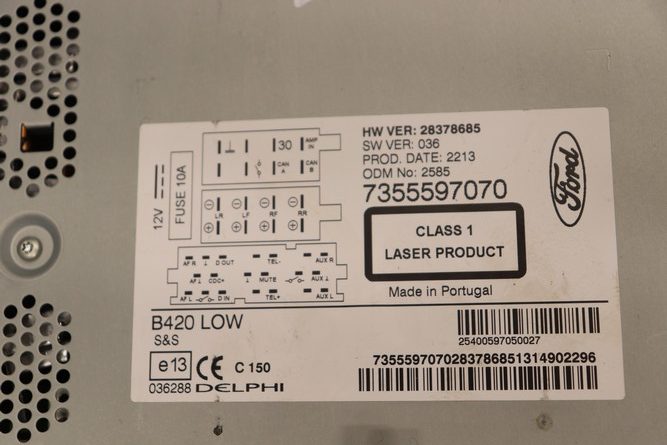 HW VER: 28378685
SW VER: 036
PROD. DATE: 2213
ODM No: 2585
7355597070
Ford
CLASS 1
LASER PRODUCT
Made in Portugal
12V
FUSE 10A
30
AMP IN
CAN A
CAN B
LR LF RF RR
AF R D OUT TEL- AUX R
AF⊥ CDC+ ⊥ MUTE AUX⊥
AF L D IN TEL+ AUX L
B420 LOW
S&S
e13 CE C 150
036288 DELPHI
25400597050027
7355597070283786851314902296